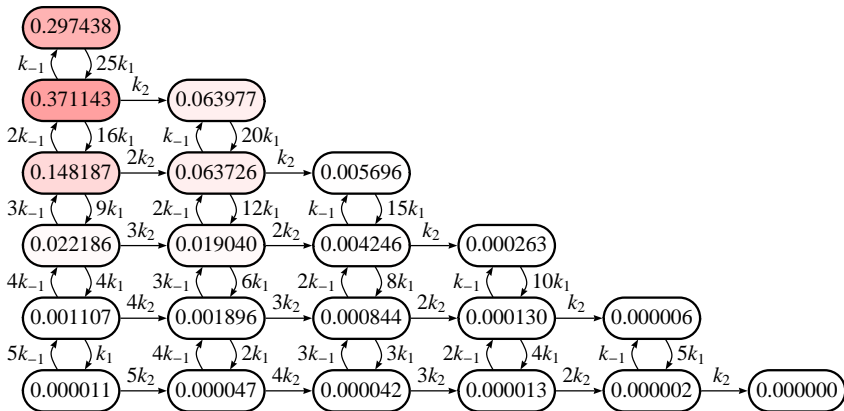 0.297438
k₋₁ 25k₁
0.371143 k₂ 0.063977
2k₋₁ 16k₁ k₋₁ 20k₁
0.148187 2k₂ 0.063726 k₂ 0.005696
3k₋₁ 9k₁ 2k₋₁ 12k₁ k₋₁ 15k₁
0.022186 3k₂ 0.019040 2k₂ 0.004246 k₂ 0.000263
4k₋₁ 4k₁ 3k₋₁ 6k₁ 2k₋₁ 8k₁ k₋₁ 10k₁
0.001107 4k₂ 0.001896 3k₂ 0.000844 2k₂ 0.000130 k₂ 0.000006
5k₋₁ k₁ 4k₋₁ 2k₁ 3k₋₁ 3k₁ 2k₋₁ 4k₁ k₋₁ 5k₁
0.000011 5k₂ 0.000047 4k₂ 0.000042 3k₂ 0.000013 2k₂ 0.000002 k₂ 0.000000